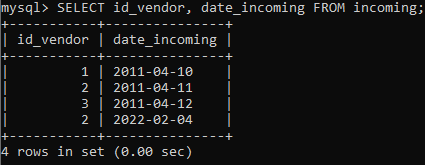 mysql> SELECT id_vendor, date_incoming FROM incoming;
+-----------+---------------+
| id_vendor | date_incoming |
+-----------+---------------+
|         1 | 2011-04-10    |
|         2 | 2011-04-11    |
|         3 | 2011-04-12    |
|         2 | 2022-02-04    |
+-----------+---------------+
4 rows in set (0.00 sec)